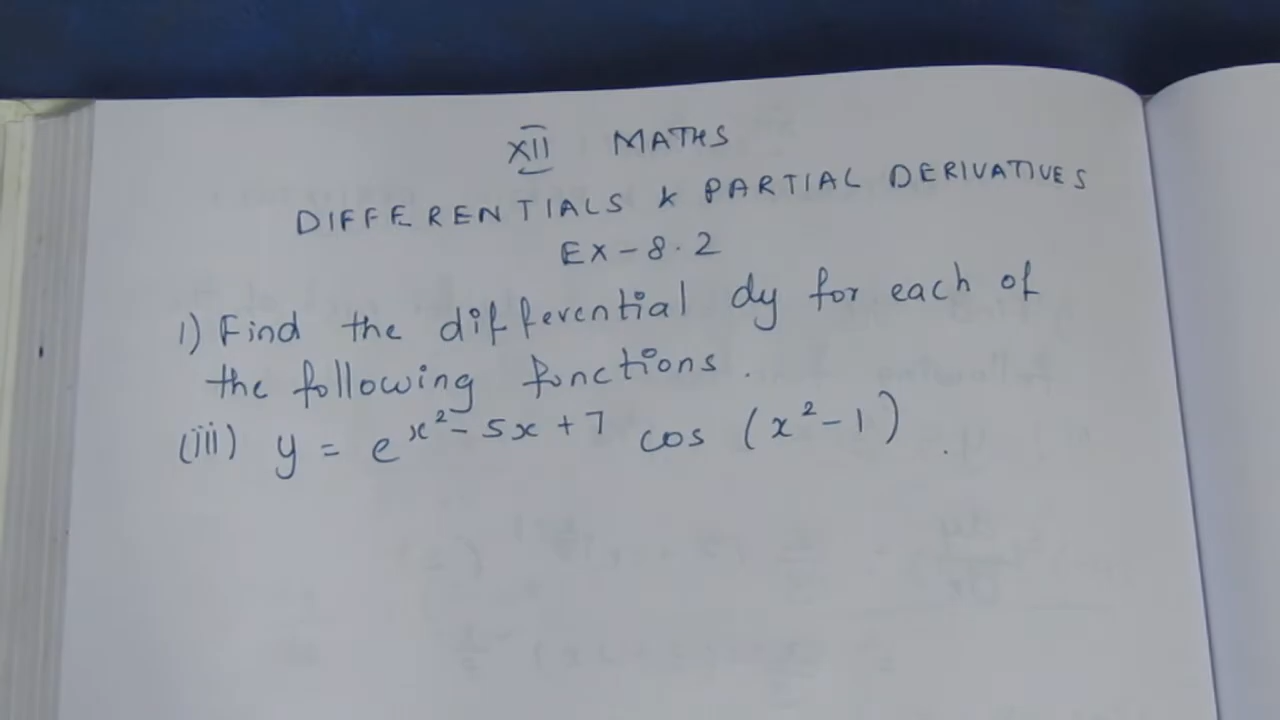 XII MATHS
DIFFERENTIALS & PARTIAL DERIVATIVES
EX-8.2
1) Find the differential dy for each of
the following functions.
(iii) y = e^{x²-5x+7} cos (x²-1).